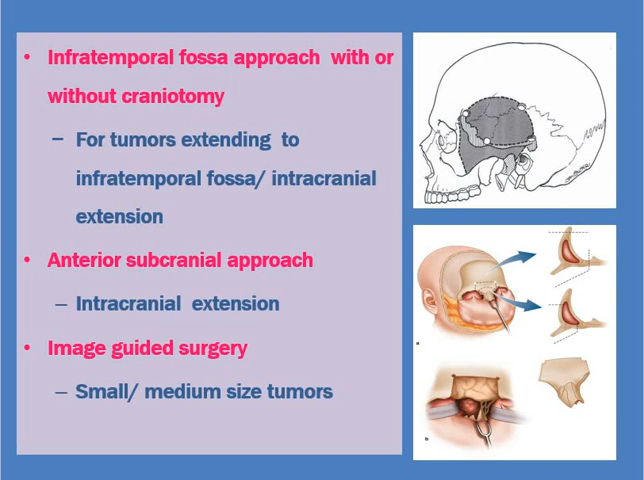 • Infratemporal fossa approach with or
without craniotomy
– For tumors extending to
infratemporal fossa/ intracranial
extension
• Anterior subcranial approach
– Intracranial extension
• Image guided surgery
– Small/ medium size tumors
a
b